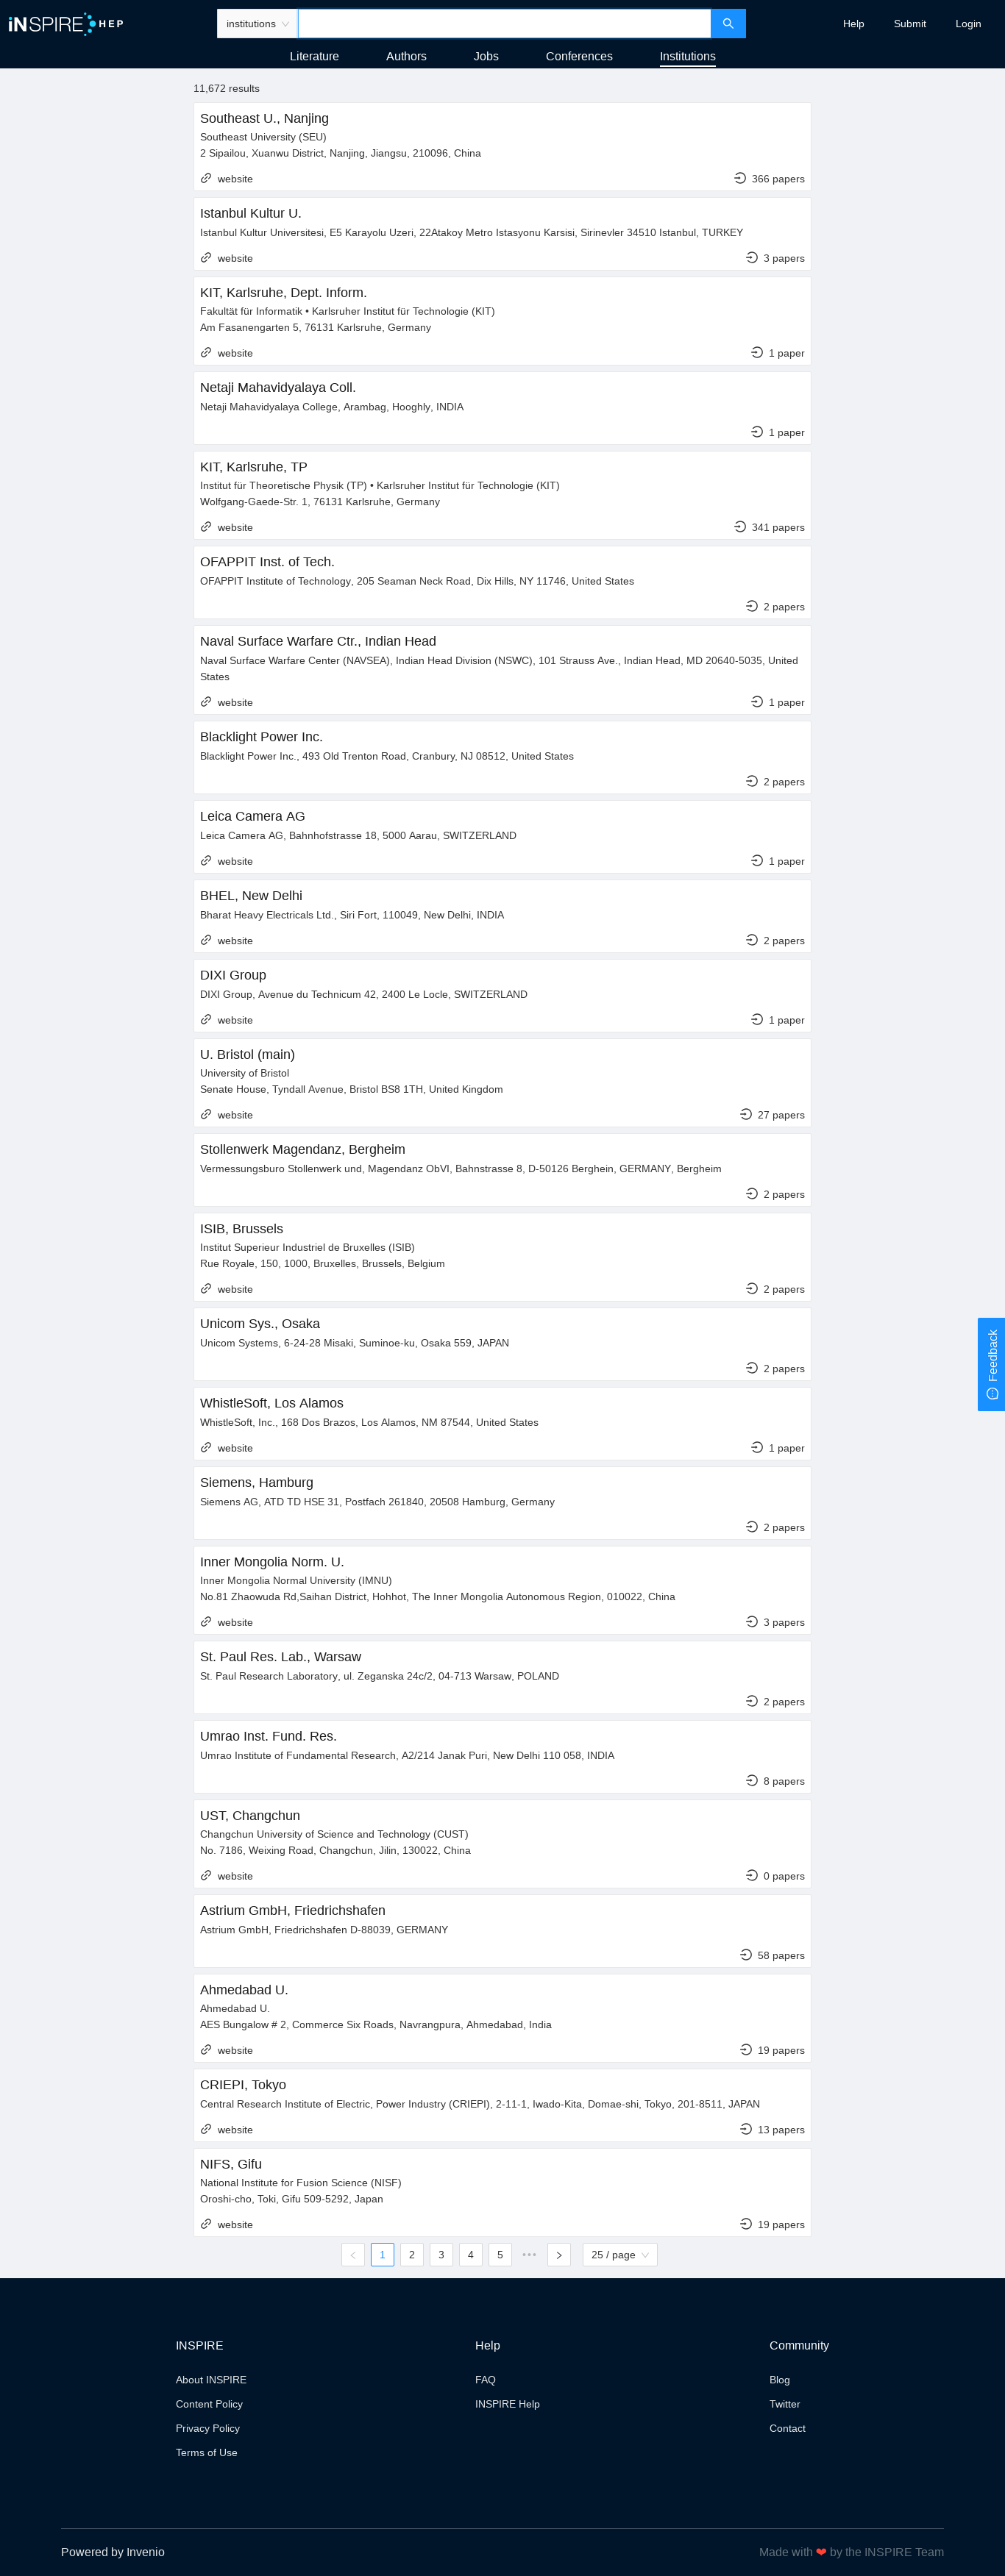 iNSPIRE HEP
institutions
Help
Submit
Login
Literature
Authors
Jobs
Conferences
Institutions
11,672 results
Southeast U., Nanjing
Southeast University (SEU)
2 Sipailou, Xuanwu District, Nanjing, Jiangsu, 210096, China
website
366 papers
Istanbul Kultur U.
Istanbul Kultur Universitesi, E5 Karayolu Uzeri, 22Atakoy Metro Istasyonu Karsisi, Sirinevler 34510 Istanbul, TURKEY
website
3 papers
KIT, Karlsruhe, Dept. Inform.
Fakultät für Informatik • Karlsruher Institut für Technologie (KIT)
Am Fasanengarten 5, 76131 Karlsruhe, Germany
website
1 paper
Netaji Mahavidyalaya Coll.
Netaji Mahavidyalaya College, Arambag, Hooghly, INDIA
1 paper
KIT, Karlsruhe, TP
Institut für Theoretische Physik (TP) • Karlsruher Institut für Technologie (KIT)
Wolfgang-Gaede-Str. 1, 76131 Karlsruhe, Germany
website
341 papers
OFAPPIT Inst. of Tech.
OFAPPIT Institute of Technology, 205 Seaman Neck Road, Dix Hills, NY 11746, United States
2 papers
Naval Surface Warfare Ctr., Indian Head
Naval Surface Warfare Center (NAVSEA), Indian Head Division (NSWC), 101 Strauss Ave., Indian Head, MD 20640-5035, United
States
website
1 paper
Blacklight Power Inc.
Blacklight Power Inc., 493 Old Trenton Road, Cranbury, NJ 08512, United States
2 papers
Leica Camera AG
Leica Camera AG, Bahnhofstrasse 18, 5000 Aarau, SWITZERLAND
website
1 paper
BHEL, New Delhi
Bharat Heavy Electricals Ltd., Siri Fort, 110049, New Delhi, INDIA
website
2 papers
DIXI Group
DIXI Group, Avenue du Technicum 42, 2400 Le Locle, SWITZERLAND
website
1 paper
U. Bristol (main)
University of Bristol
Senate House, Tyndall Avenue, Bristol BS8 1TH, United Kingdom
website
27 papers
Stollenwerk Magendanz, Bergheim
Vermessungsburo Stollenwerk und, Magendanz ObVI, Bahnstrasse 8, D-50126 Berghein, GERMANY, Bergheim
2 papers
ISIB, Brussels
Institut Superieur Industriel de Bruxelles (ISIB)
Rue Royale, 150, 1000, Bruxelles, Brussels, Belgium
website
2 papers
Unicom Sys., Osaka
Unicom Systems, 6-24-28 Misaki, Suminoe-ku, Osaka 559, JAPAN
2 papers
Feedback
WhistleSoft, Los Alamos
WhistleSoft, Inc., 168 Dos Brazos, Los Alamos, NM 87544, United States
website
1 paper
Siemens, Hamburg
Siemens AG, ATD TD HSE 31, Postfach 261840, 20508 Hamburg, Germany
2 papers
Inner Mongolia Norm. U.
Inner Mongolia Normal University (IMNU)
No.81 Zhaowuda Rd,Saihan District, Hohhot, The Inner Mongolia Autonomous Region, 010022, China
website
3 papers
St. Paul Res. Lab., Warsaw
St. Paul Research Laboratory, ul. Zeganska 24c/2, 04-713 Warsaw, POLAND
2 papers
Umrao Inst. Fund. Res.
Umrao Institute of Fundamental Research, A2/214 Janak Puri, New Delhi 110 058, INDIA
8 papers
UST, Changchun
Changchun University of Science and Technology (CUST)
No. 7186, Weixing Road, Changchun, Jilin, 130022, China
website
0 papers
Astrium GmbH, Friedrichshafen
Astrium GmbH, Friedrichshafen D-88039, GERMANY
58 papers
Ahmedabad U.
Ahmedabad U.
AES Bungalow # 2, Commerce Six Roads, Navrangpura, Ahmedabad, India
website
19 papers
CRIEPI, Tokyo
Central Research Institute of Electric, Power Industry (CRIEPI), 2-11-1, Iwado-Kita, Domae-shi, Tokyo, 201-8511, JAPAN
website
13 papers
NIFS, Gifu
National Institute for Fusion Science (NISF)
Oroshi-cho, Toki, Gifu 509-5292, Japan
website
19 papers
1 2 3 4 5 ••• 25 / page
INSPIRE
About INSPIRE
Content Policy
Privacy Policy
Terms of Use
Help
FAQ
INSPIRE Help
Community
Blog
Twitter
Contact
Powered by Invenio
Made with ❤ by the INSPIRE Team